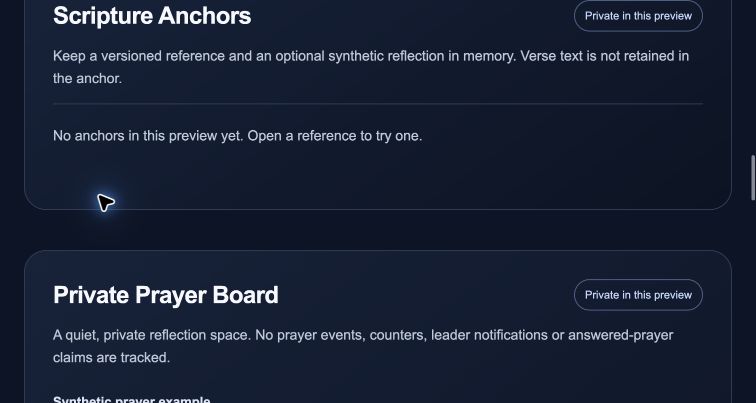 Scripture Anchors
Private in this preview
Keep a versioned reference and an optional synthetic reflection in memory. Verse text is not retained in
the anchor.
No anchors in this preview yet. Open a reference to try one.
Private Prayer Board
Private in this preview
A quiet, private reflection space. No prayer events, counters, leader notifications or answered-prayer
claims are tracked.
Synthetic prayer example